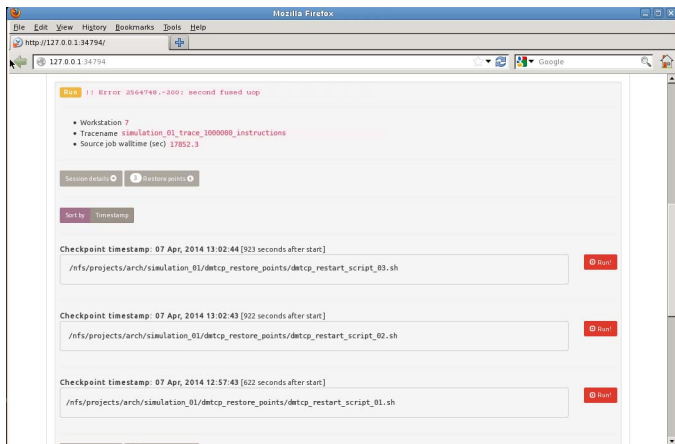 Mozilla Firefox
File Edit View History Bookmarks Tools Help
http://127.0.0.1:34794/
127.0.0.1:34794
Google
Run !! Error 2564748.-200: second fused uop
• Workstation 7
• Tracename simulation_01_trace_1000000_instructions
• Source job walltime (sec) 17852.3
Session details 3 Restore points
Sort by Timestamp
Checkpoint timestamp: 07 Apr, 2014 13:02:44 [923 seconds after start]
/nfs/projects/arch/simulation_01/dmtcp_restore_points/dmtcp_restart_script_03.sh
Run!
Checkpoint timestamp: 07 Apr, 2014 13:02:43 [922 seconds after start]
/nfs/projects/arch/simulation_01/dmtcp_restore_points/dmtcp_restart_script_02.sh
Run!
Checkpoint timestamp: 07 Apr, 2014 12:57:43 [622 seconds after start]
/nfs/projects/arch/simulation_01/dmtcp_restore_points/dmtcp_restart_script_01.sh
Run!